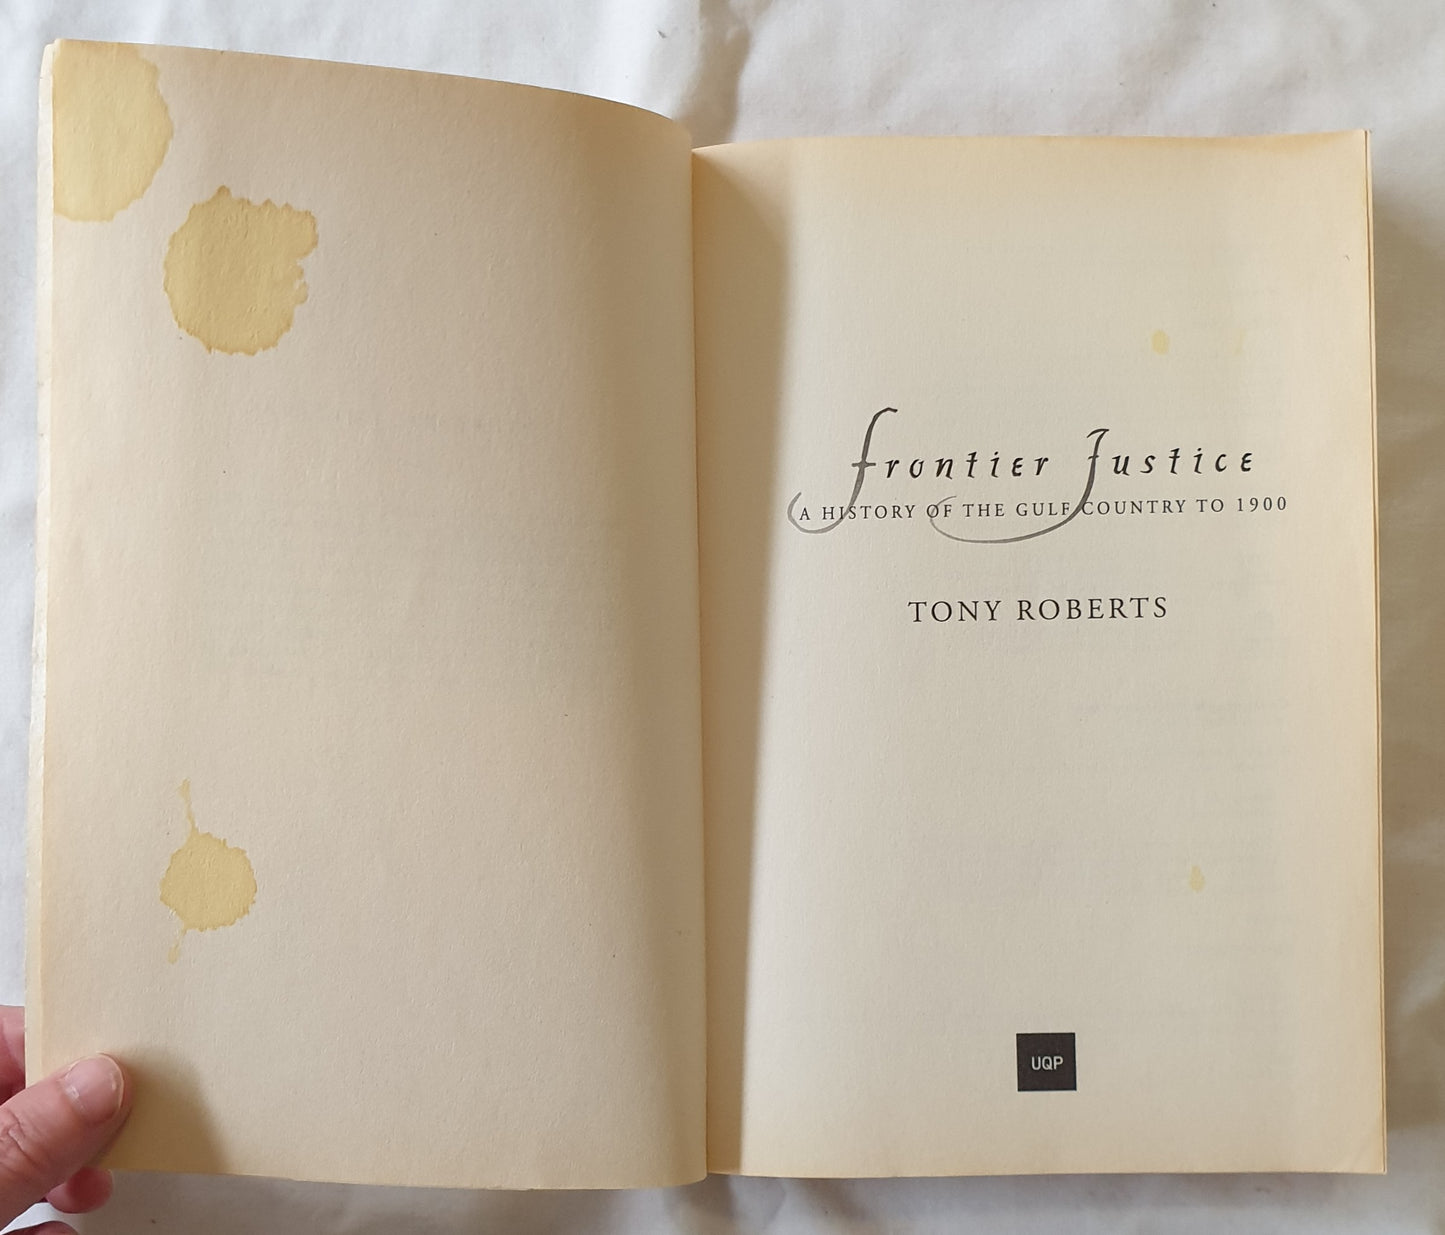 Frontier Justice
A HISTORY OF THE GULF COUNTRY TO 1900
TONY ROBERTS
UQP